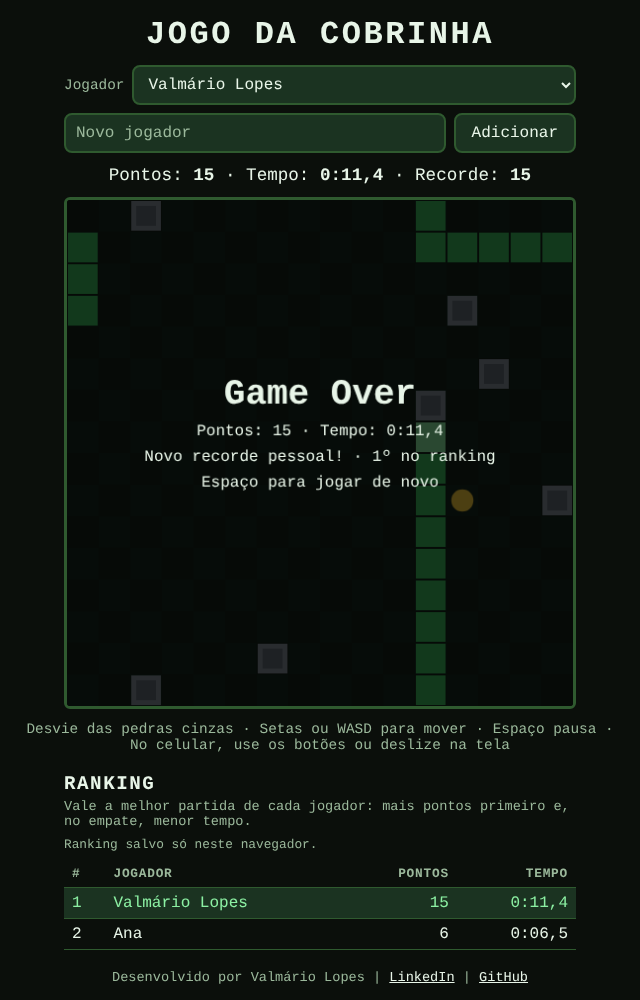 JOGO DA COBRINHA
Jogador Valmário Lopes
Novo jogador Adicionar
Pontos: 15 · Tempo: 0:11,4 · Recorde: 15
Game Over
Pontos: 15 · Tempo: 0:11,4
Novo recorde pessoal! · 1º no ranking
Espaço para jogar de novo
Desvie das pedras cinzas · Setas ou WASD para mover · Espaço pausa ·
No celular, use os botões ou deslize na tela
RANKING
Vale a melhor partida de cada jogador: mais pontos primeiro e,
no empate, menor tempo.
Ranking salvo só neste navegador.
# JOGADOR PONTOS TEMPO
1 Valmário Lopes 15 0:11,4
2 Ana 6 0:06,5
Desenvolvido por Valmário Lopes | LinkedIn | GitHub